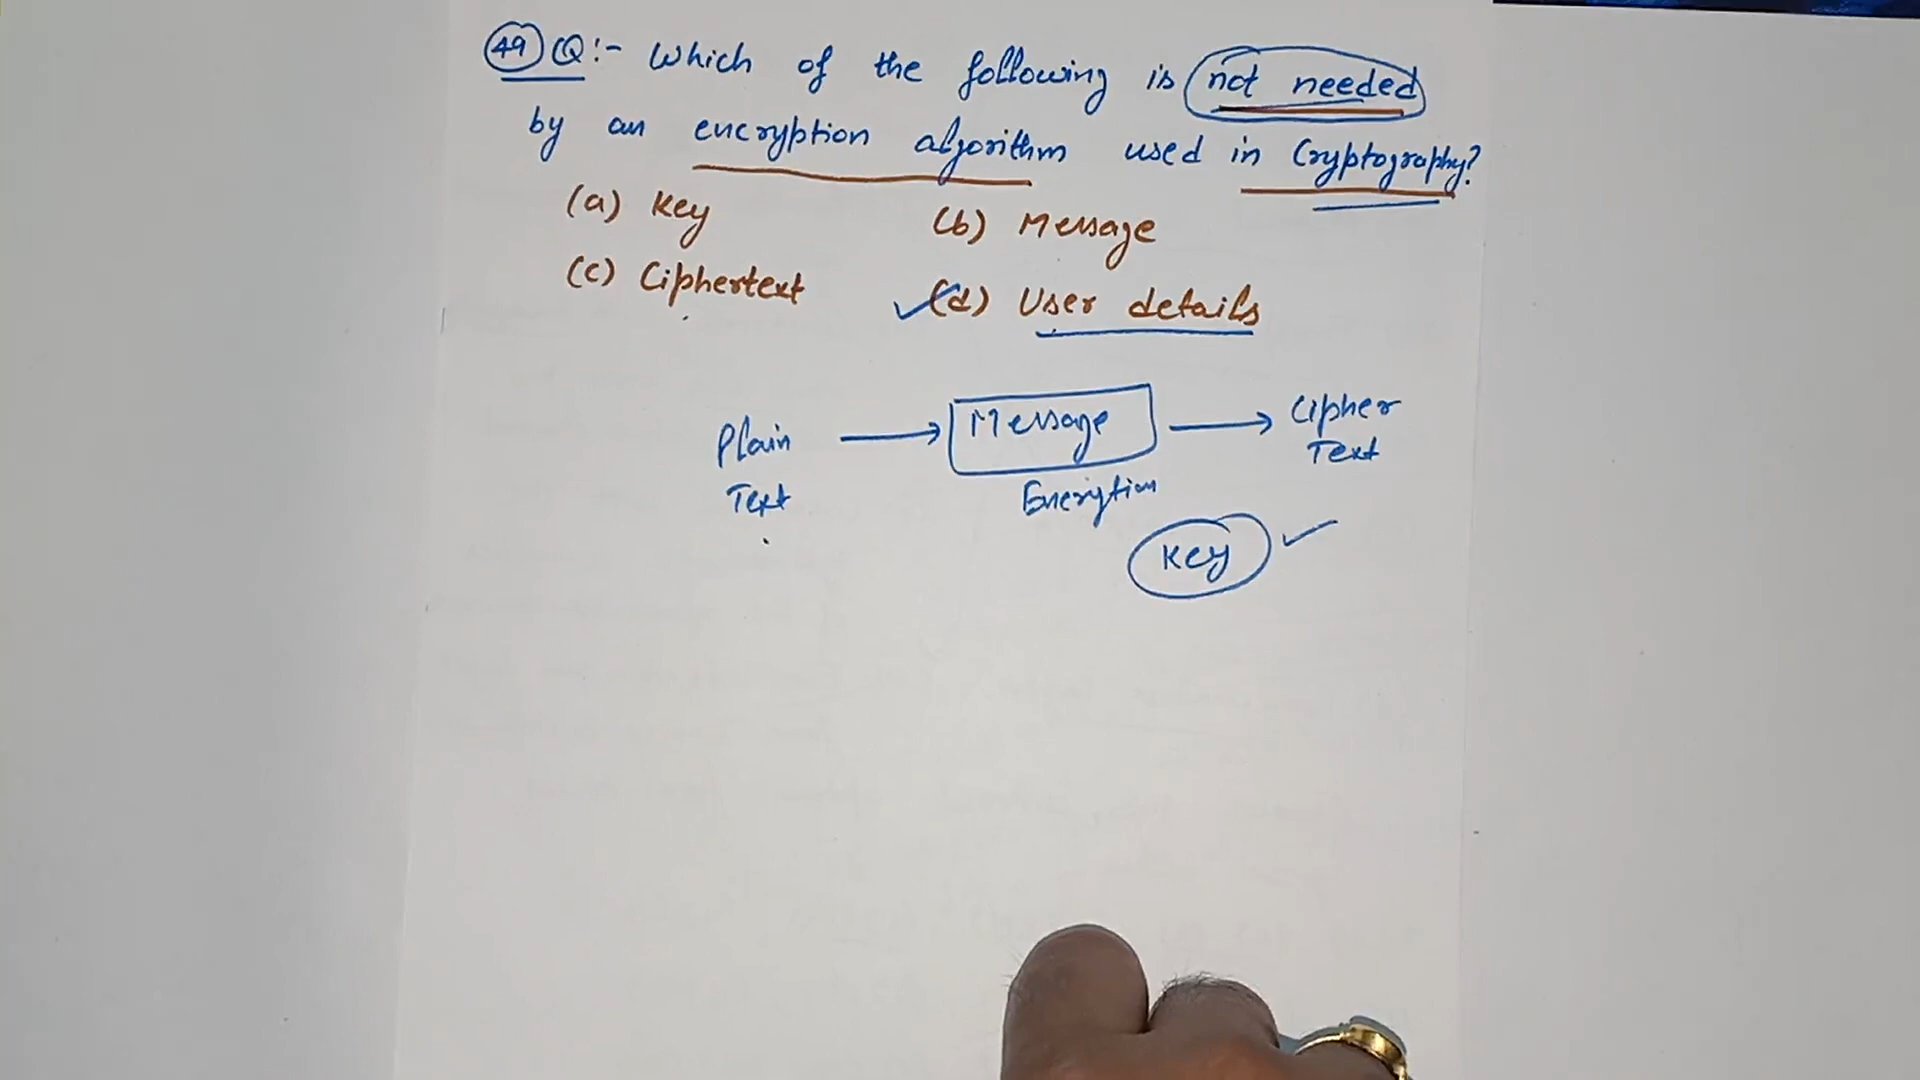 49 Q:- Which of the following is not needed
by an encryption algorithm used in Cryptography?
(a) Key (b) Message
(c) Ciphertext (d) User details
Plain Text → Message → Cipher Text
Encryption
Key